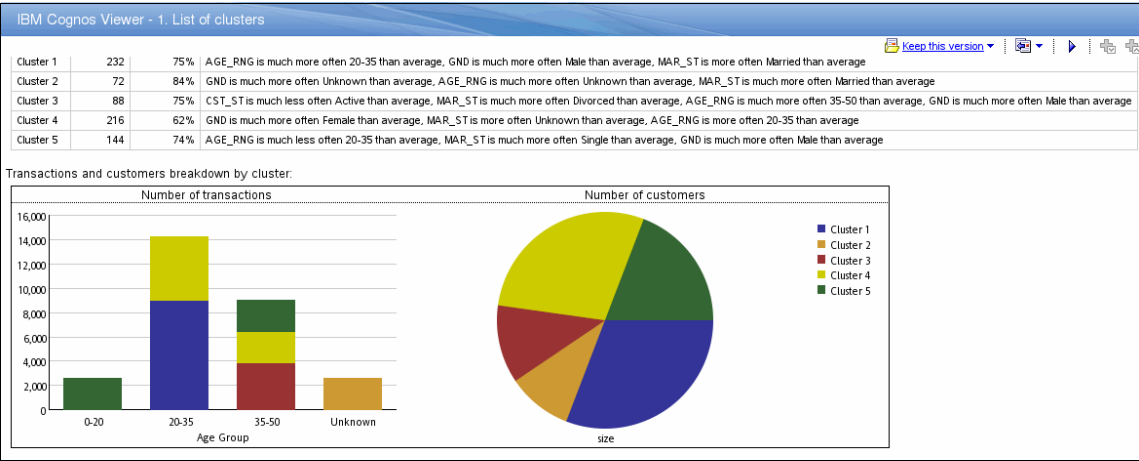 IBM Cognos Viewer - 1. List of clusters
Keep this version
Cluster 1 232 75% AGE_RNG is much more often 20-35 than average, GND is much more often Male than average, MAR_ST is more often Married than average
Cluster 2 72 84% GND is much more often Unknown than average, AGE_RNG is much more often Unknown than average, MAR_ST is much more often Married than average
Cluster 3 88 75% CST_ST is much less often Active than average, MAR_ST is much more often Divorced than average, AGE_RNG is much more often 35-50 than average, GND is much more often Male than average
Cluster 4 216 62% GND is much more often Female than average, MAR_ST is more often Unknown than average, AGE_RNG is more often 20-35 than average
Cluster 5 144 74% AGE_RNG is much less often 20-35 than average, MAR_ST is much more often Single than average, GND is much more often Male than average
Transactions and customers breakdown by cluster:
Number of transactions
16,000
14,000
12,000
10,000
8,000
6,000
4,000
2,000
0
0-20 20-35 35-50 Unknown
Age Group
Number of customers
size
Cluster 1
Cluster 2
Cluster 3
Cluster 4
Cluster 5